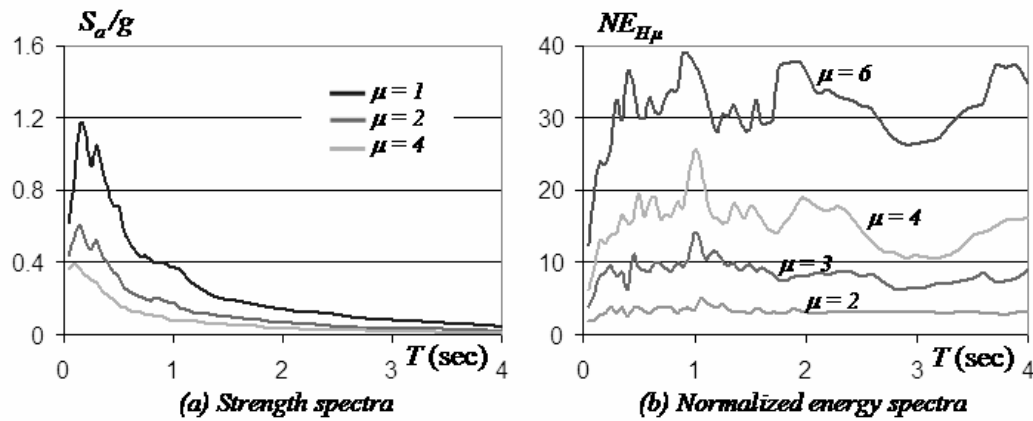 Sa/g
1.6
1.2
0.8
0.4
0
0
1
2
3
4
μ = 1
μ = 2
μ = 4
T (sec)
(a) Strength spectra
NEHμ
40
30
20
10
0
0
1
2
3
4
μ = 6
μ = 4
μ = 3
μ = 2
T (sec)
(b) Normalized energy spectra